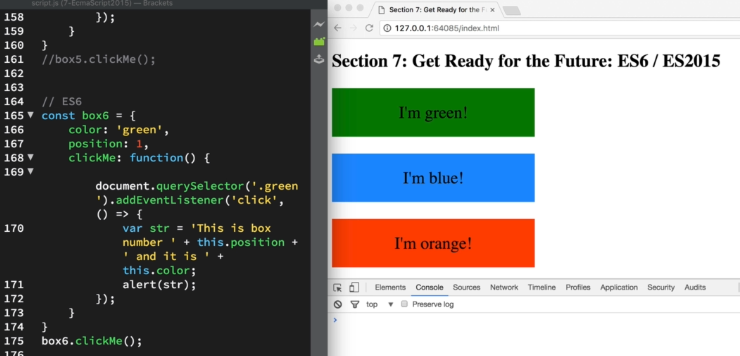 script.js (7-EcmaScript2015) — Brackets
158 });
159 }
160 }
161 //box5.clickMe();
162
163
164 // ES6
165 const box6 = {
166 color: 'green',
167 position: 1,
168 clickMe: function() {
169
document.querySelector('.green
').addEventListener('click',
() => {
170 var str = 'This is box
number ' + this.position +
' and it is ' +
this.color;
171 alert(str);
172 });
173 }
174 }
175 box6.clickMe();
176
Section 7: Get Ready for the F
127.0.0.1:64085/index.html
Section 7: Get Ready for the Future: ES6 / ES2015
I'm green!
I'm blue!
I'm orange!
Elements Console Sources Network Timeline Profiles Application Security Audits
top Preserve log